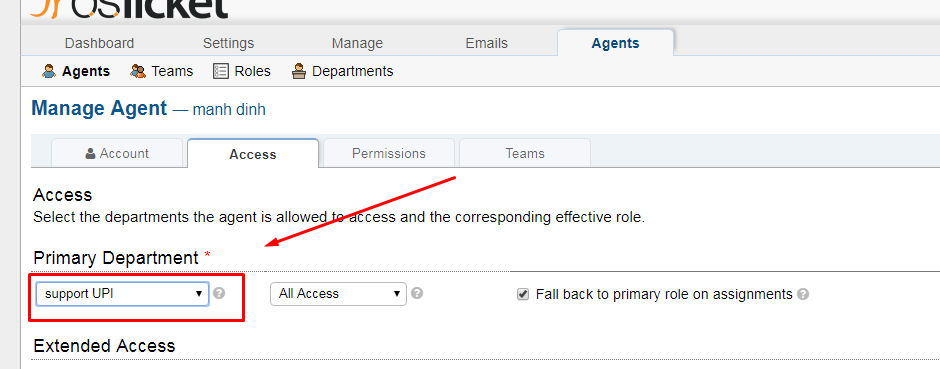 osTicket
Dashboard Settings Manage Emails Agents
Agents Teams Roles Departments
Manage Agent — manh dinh
Account Access Permissions Teams
Access
Select the departments the agent is allowed to access and the corresponding effective role.
Primary Department *
support UPI All Access Fall back to primary role on assignments
Extended Access